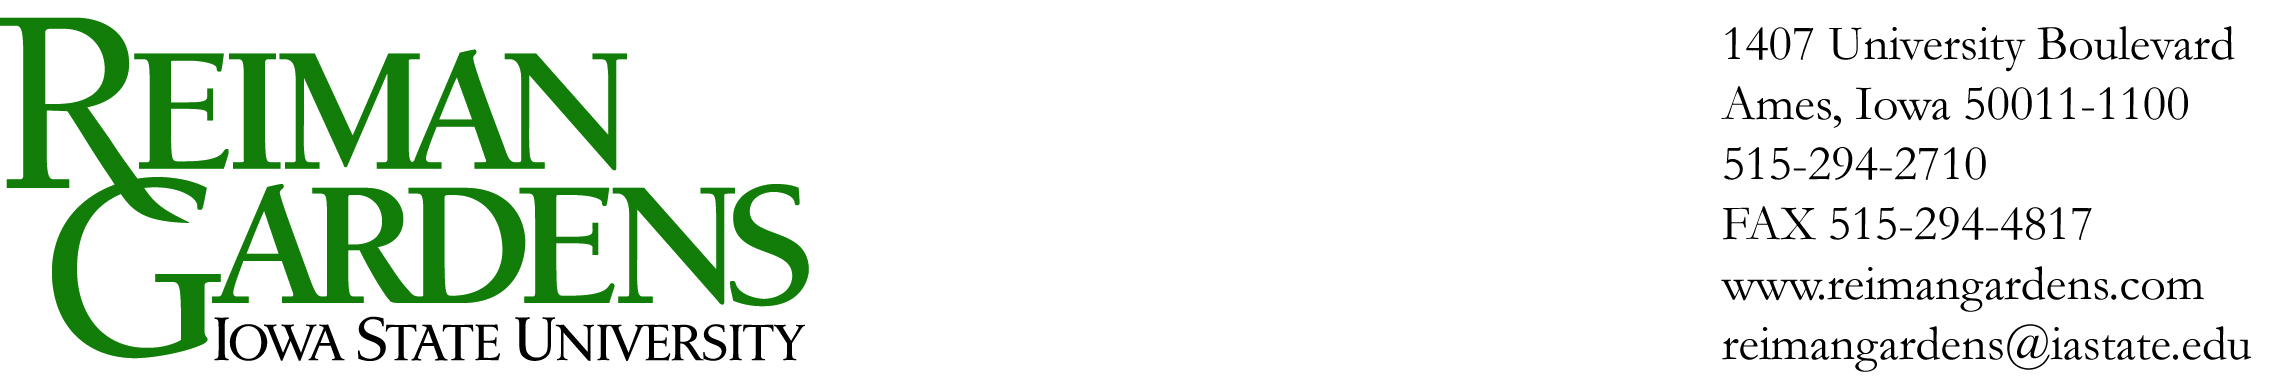 REIMAN
GARDENS
IOWA STATE UNIVERSITY
1407 University Boulevard
Ames, Iowa 50011-1100
515-294-2710
FAX 515-294-4817
www.reimangardens.com
reimangardens@iastate.edu